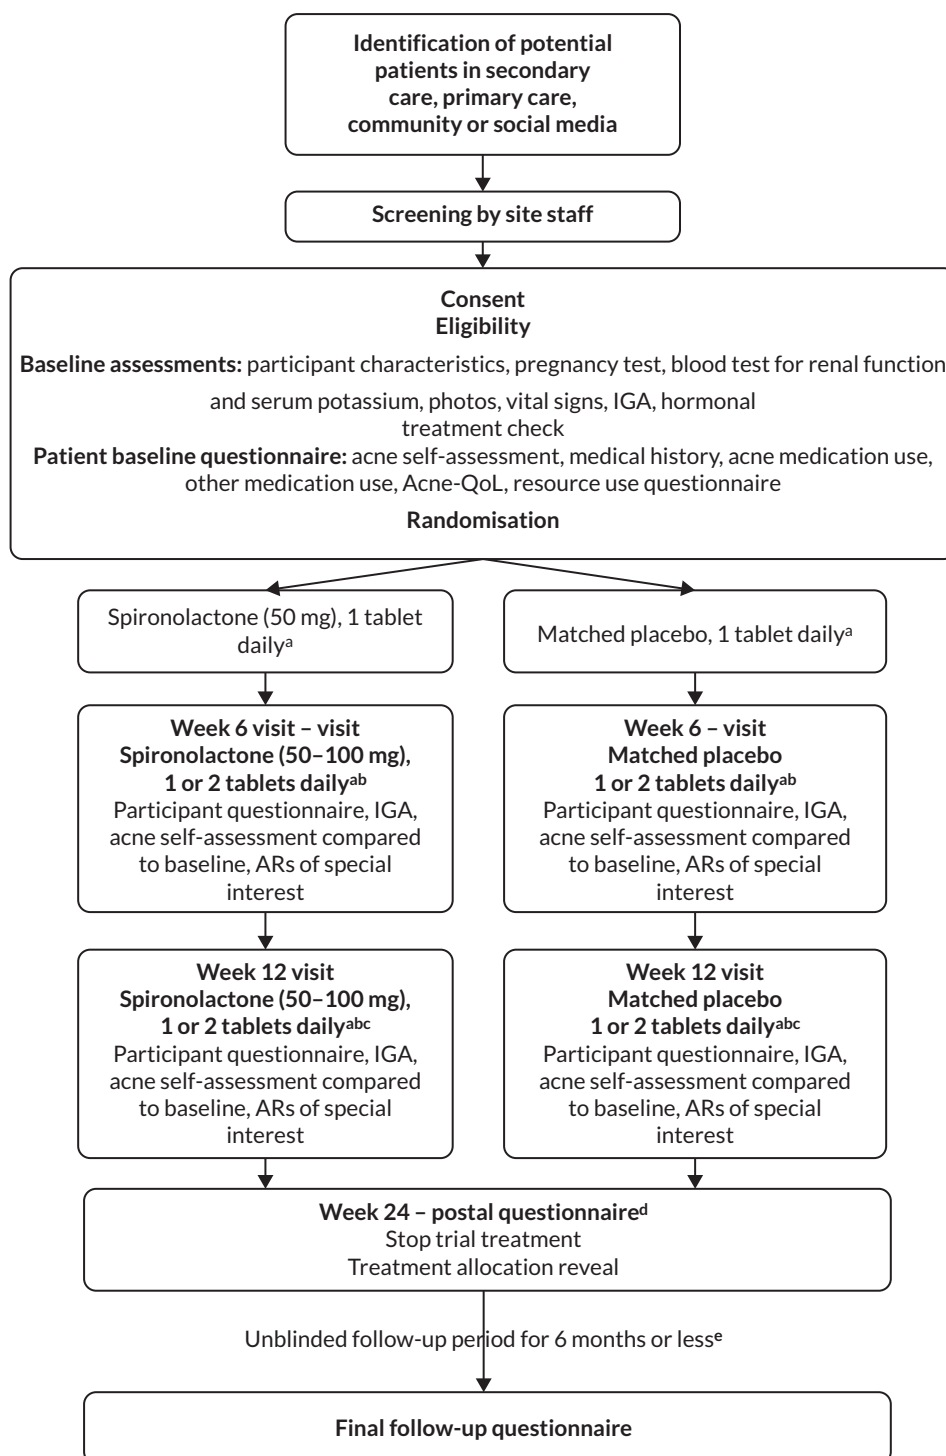 Identification of potential
patients in secondary
care, primary care,
community or social media
Screening by site staff
Consent
Eligibility
Baseline assessments: participant characteristics, pregnancy test, blood test for renal function
and serum potassium, photos, vital signs, IGA, hormonal
treatment check
Patient baseline questionnaire: acne self-assessment, medical history, acne medication use,
other medication use, Acne-QoL, resource use questionnaire
Randomisation
Spironolactone (50 mg), 1 tablet
dailyᵃ
Matched placebo, 1 tablet dailyᵃ
Week 6 visit – visit
Spironolactone (50–100 mg),
1 or 2 tablets dailyᵃᵇ
Participant questionnaire, IGA,
acne self-assessment compared
to baseline, ARs of special
interest
Week 6 – visit
Matched placebo
1 or 2 tablets dailyᵃᵇ
Participant questionnaire, IGA,
acne self-assessment compared
to baseline, ARs of special
interest
Week 12 visit
Spironolactone (50–100 mg),
1 or 2 tablets dailyᵃᵇᶜ
Participant questionnaire, IGA,
acne self-assessment compared
to baseline, ARs of special
interest
Week 12 visit
Matched placebo
1 or 2 tablets dailyᵃᵇᶜ
Participant questionnaire, IGA,
acne self-assessment compared
to baseline, ARs of special
interest
Week 24 – postal questionnaireᵈ
Stop trial treatment
Treatment allocation reveal
Unblinded follow-up period for 6 months or lessᵉ
Final follow-up questionnaire